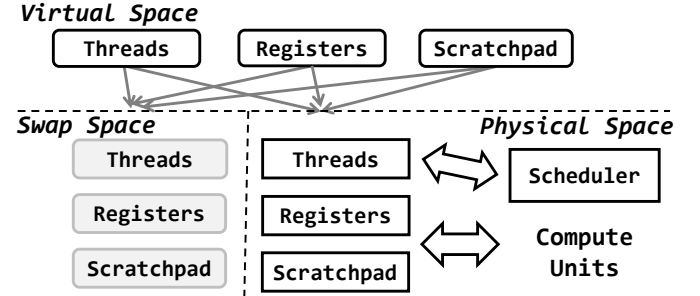 Virtual Space
Threads
Registers
Scratchpad
Swap Space
Physical Space
Threads
Threads
Scheduler
Registers
Registers
Compute
Units
Scratchpad
Scratchpad